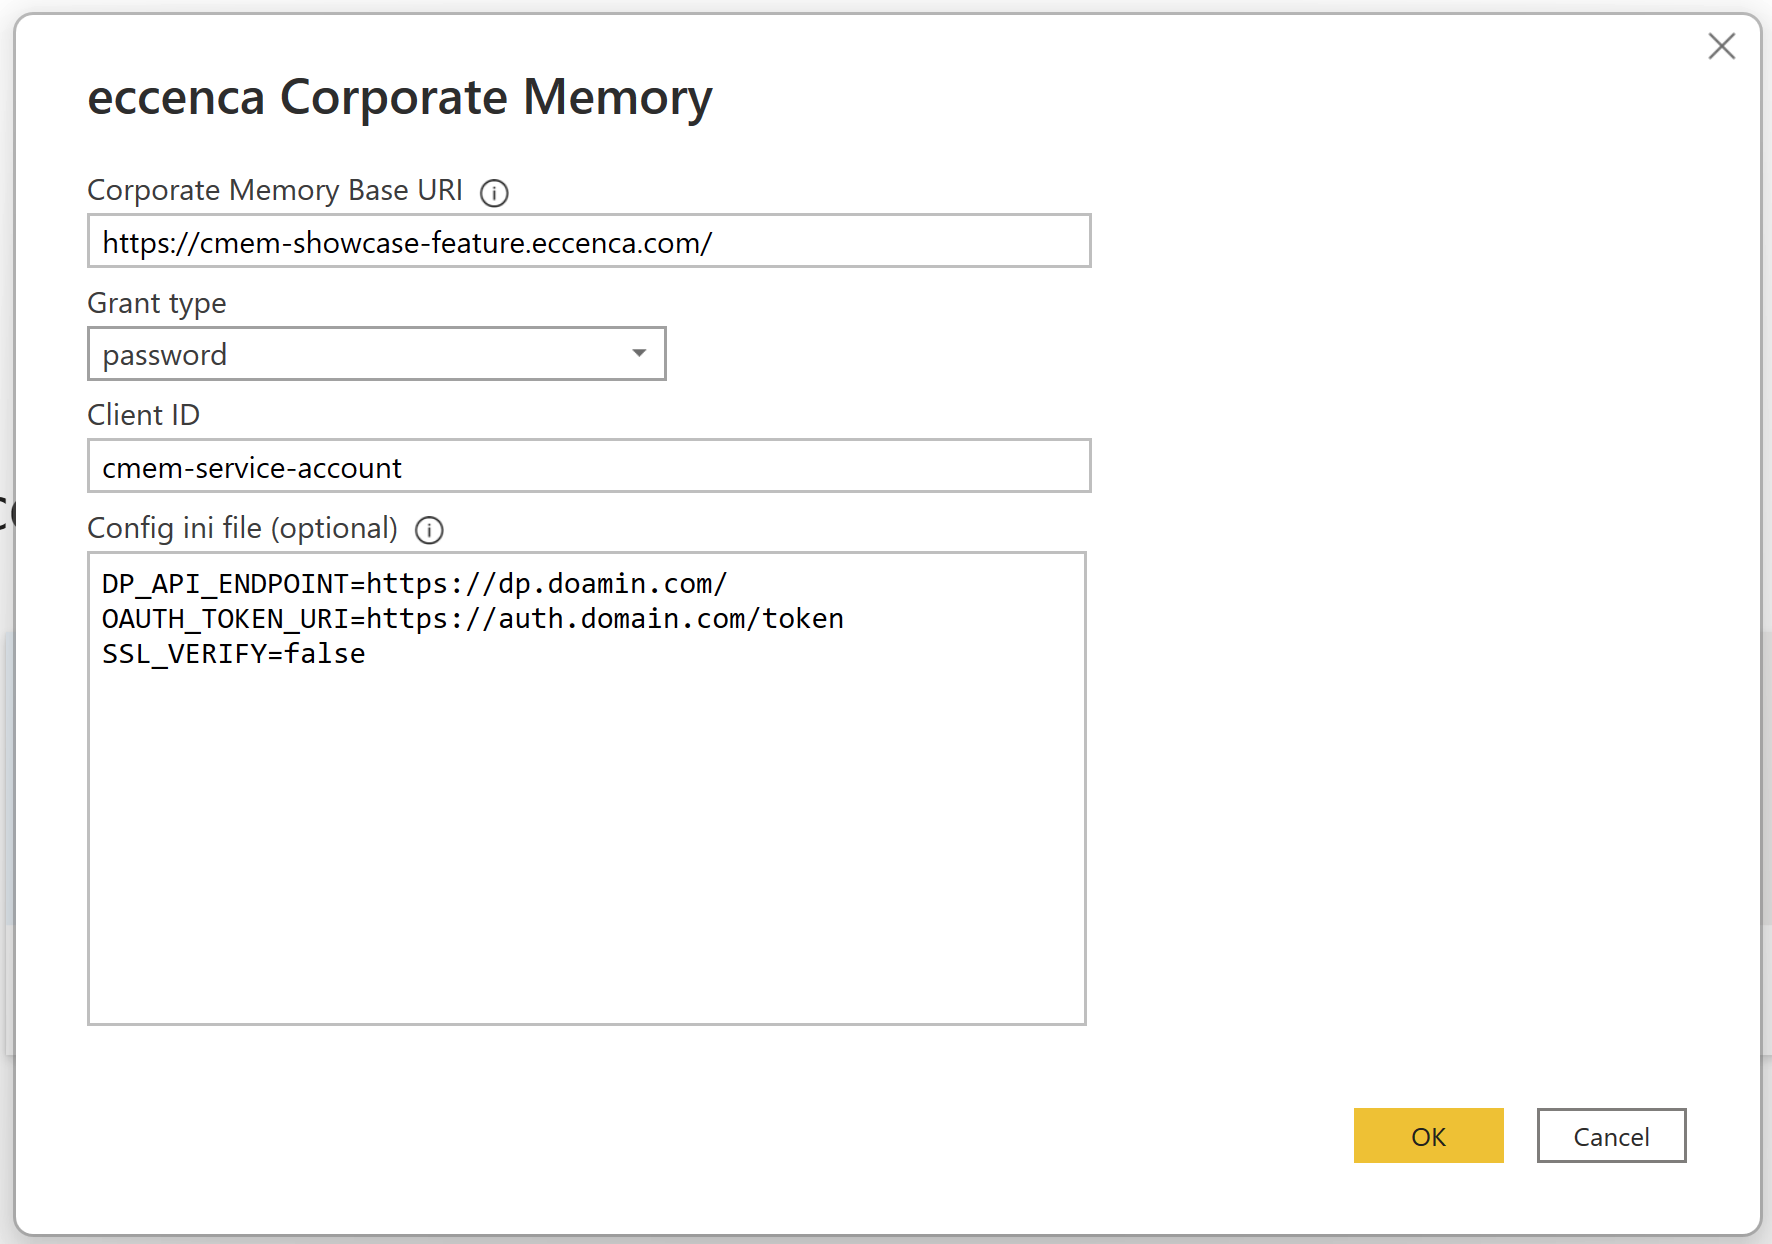 eccenca Corporate Memory
Corporate Memory Base URI
https://cmem-showcase-feature.eccenca.com/
Grant type
password
Client ID
cmem-service-account
Config ini file (optional)
DP_API_ENDPOINT=https://dp.doamin.com/
OAUTH_TOKEN_URI=https://auth.domain.com/token
SSL_VERIFY=false
OK
Cancel